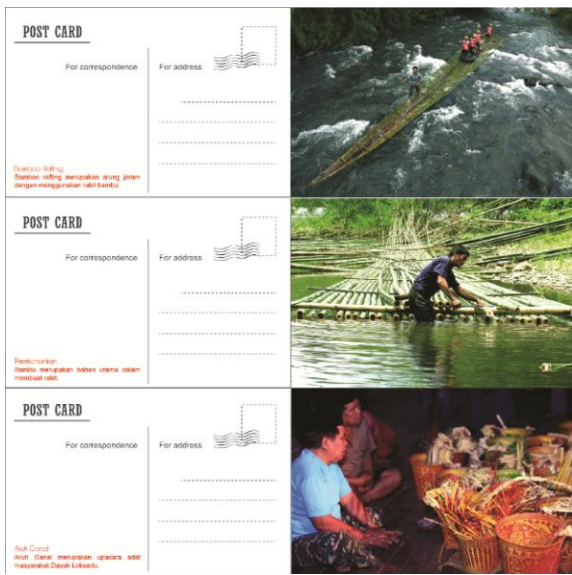 POST CARD
For correspondence
For address
Bamboo Rafting
Bamboo rafting merupakan arung jeram
dengan menggunakan rakit bambu.
POST CARD
For correspondence
For address
Perekonomian
Bambu merupakan bahan utama dalam
membuat rakit.
POST CARD
For correspondence
For address
Aruh Ganal
Aruh Ganal merupakan upacara adat
masyarakat Dayak Loksado.